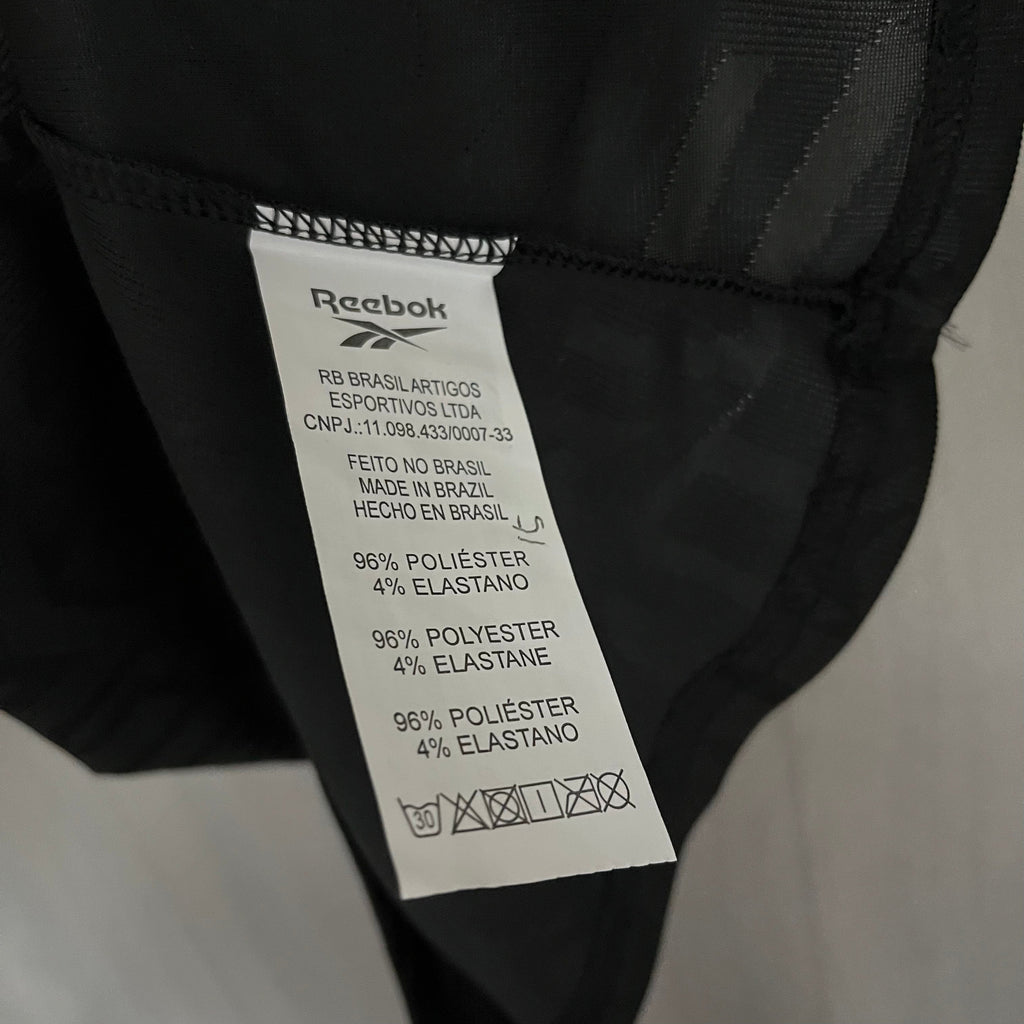 Reebok
RB BRASIL ARTIGOS
ESPORTIVOS LTDA
CNPJ.:11.098.433/0007-33
FEITO NO BRASIL
MADE IN BRAZIL
HECHO EN BRASIL
96% POLIÉSTER
4% ELASTANO
96% POLYESTER
4% ELASTANE
96% POLIÉSTER
4% ELASTANO
30